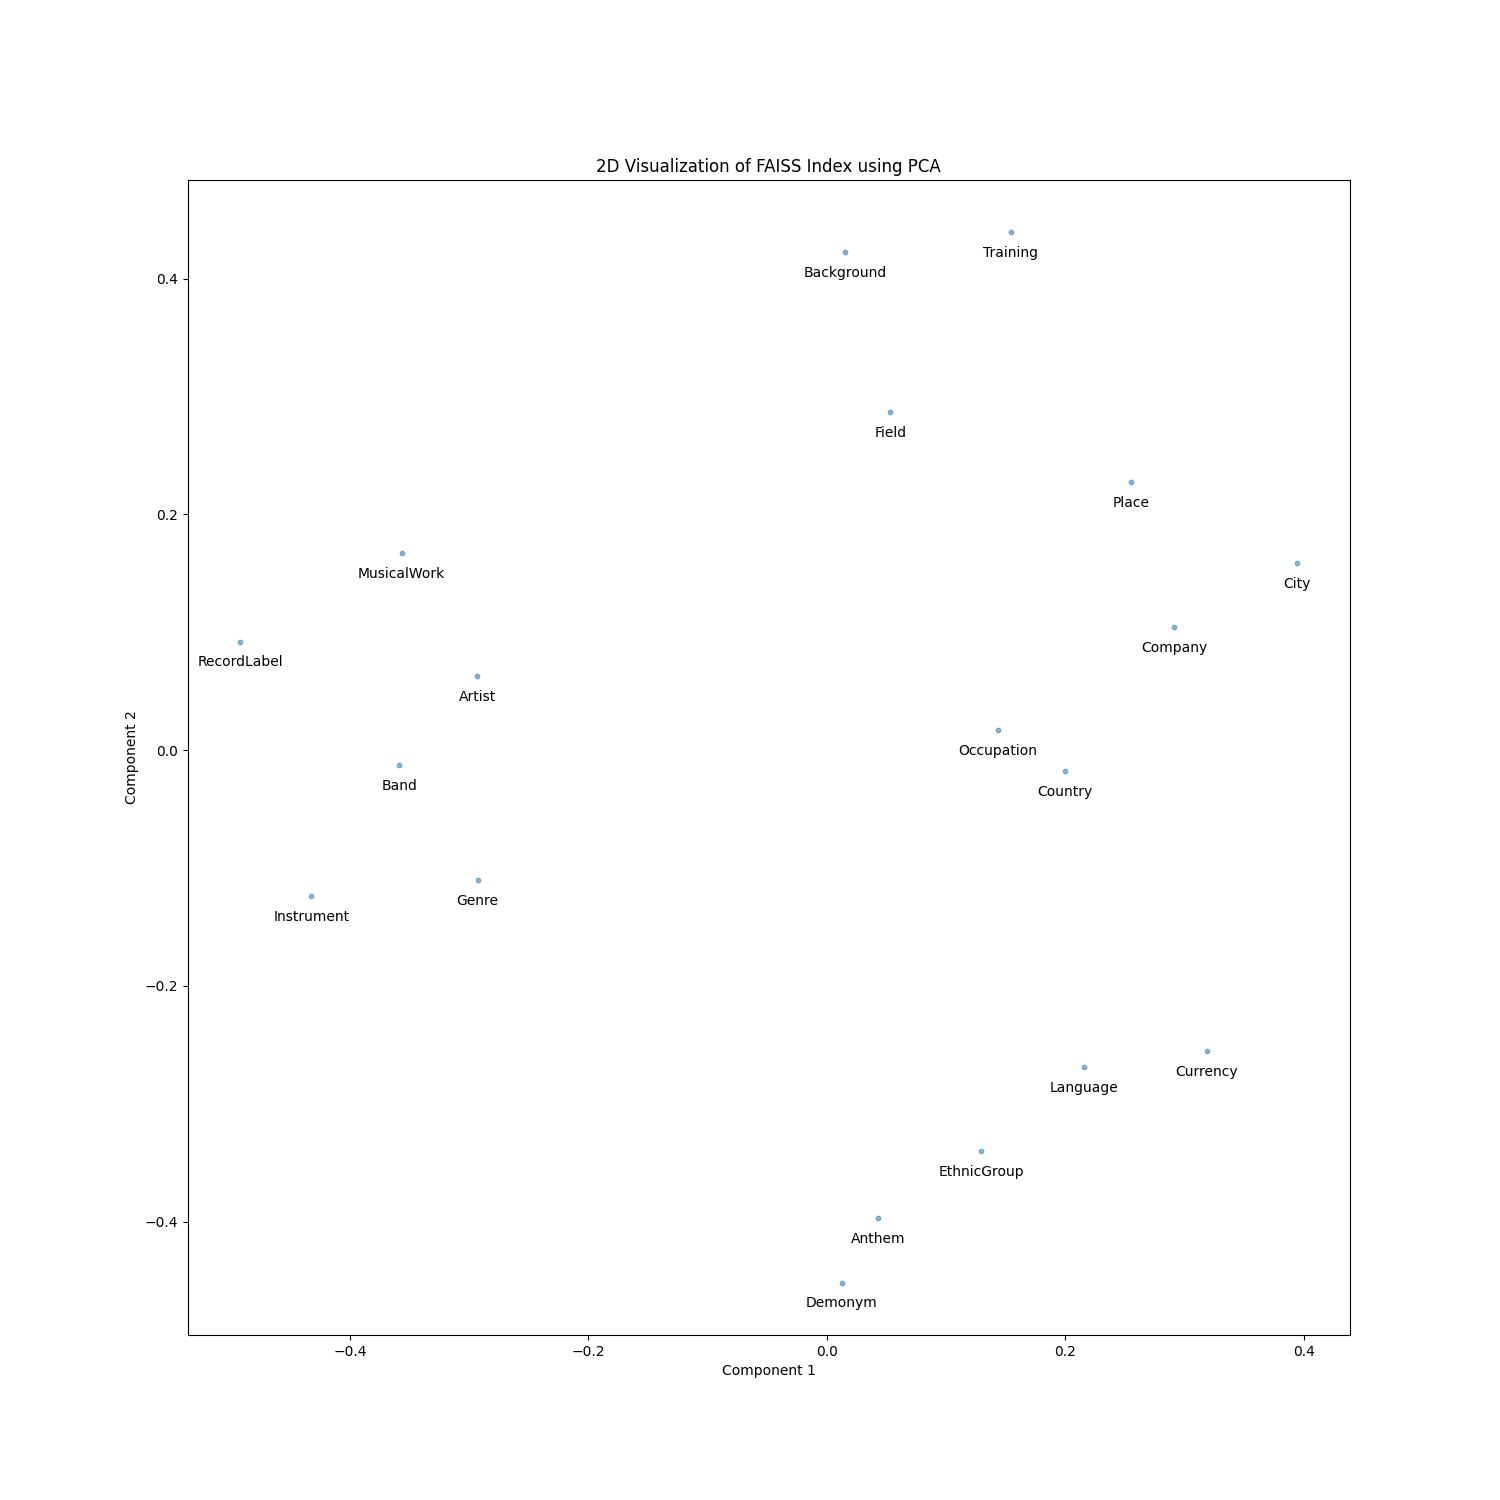 2D Visualization of FAISS Index using PCA
Training
Background
0.4
Field
Place
0.2
MusicalWork
City
Company
RecordLabel
Artist
Component 2
0.0
Occupation
Band
Country
Genre
Instrument
−0.2
Currency
Language
EthnicGroup
−0.4
Anthem
Demonym
−0.4
−0.2
0.0
0.2
0.4
Component 1